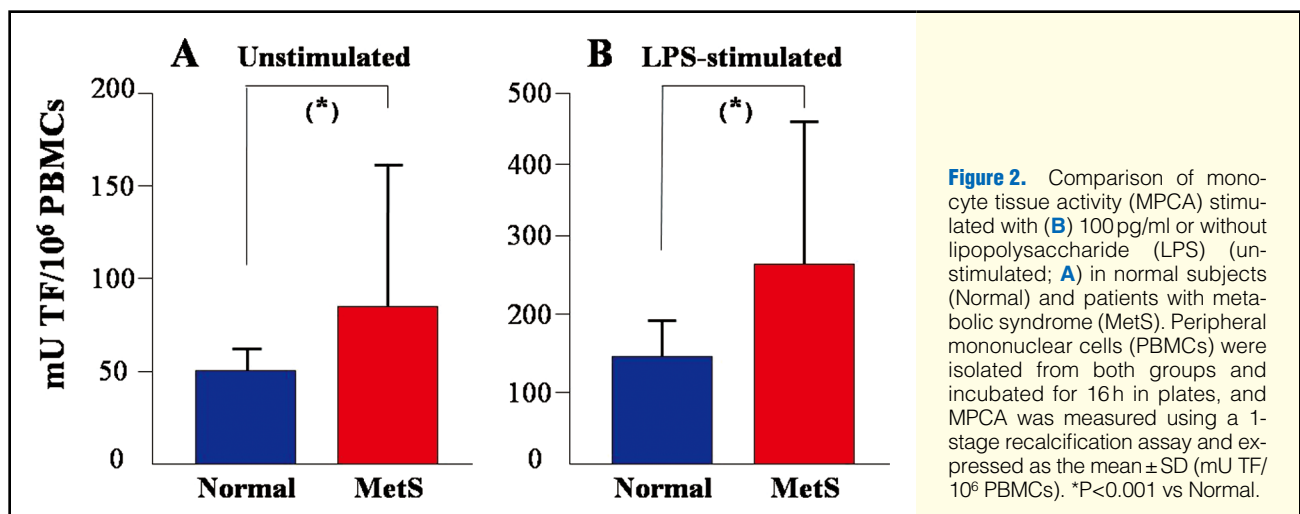 A Unstimulated
(*)
mU TF/10⁶ PBMCs
200
150
100
50
0
Normal MetS
B LPS-stimulated
(*)
500
400
300
200
100
0
Normal MetS
Figure 2. Comparison of mono-
cyte tissue activity (MPCA) stimu-
lated with (B) 100 pg/ml or without
lipopolysaccharide (LPS) (un-
stimulated; A) in normal subjects
(Normal) and patients with meta-
bolic syndrome (MetS). Peripheral
mononuclear cells (PBMCs) were
isolated from both groups and
incubated for 16 h in plates, and
MPCA was measured using a 1-
stage recalcification assay and ex-
pressed as the mean ± SD (mU TF/
10⁶ PBMCs). *P<0.001 vs Normal.